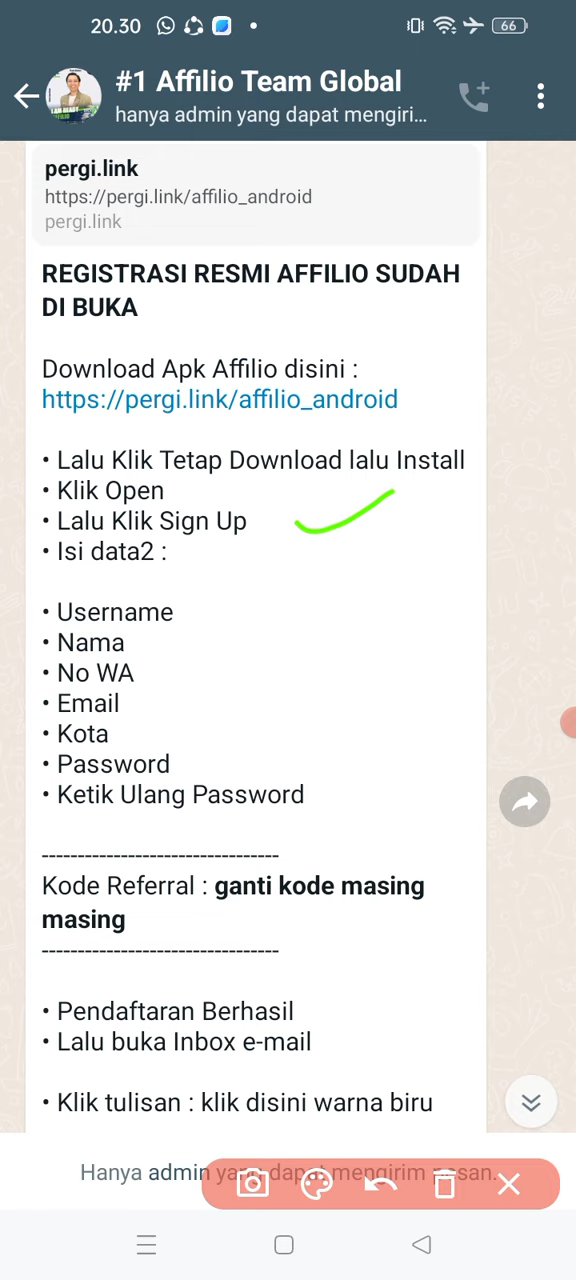 20.30
66
#1 Affilio Team Global
hanya admin yang dapat mengiri...
pergi.link
https://pergi.link/affilio_android
pergi.link
REGISTRASI RESMI AFFILIO SUDAH
DI BUKA
Download Apk Affilio disini :
https://pergi.link/affilio_android
• Lalu Klik Tetap Download lalu Install
• Klik Open
• Lalu Klik Sign Up
• Isi data2 :
• Username
• Nama
• No WA
• Email
• Kota
• Password
• Ketik Ulang Password
---------------------------------
Kode Referral : ganti kode masing
masing
---------------------------------
• Pendaftaran Berhasil
• Lalu buka Inbox e-mail
• Klik tulisan : klik disini warna biru
Hanya admin yang dapat mengirim pesan.